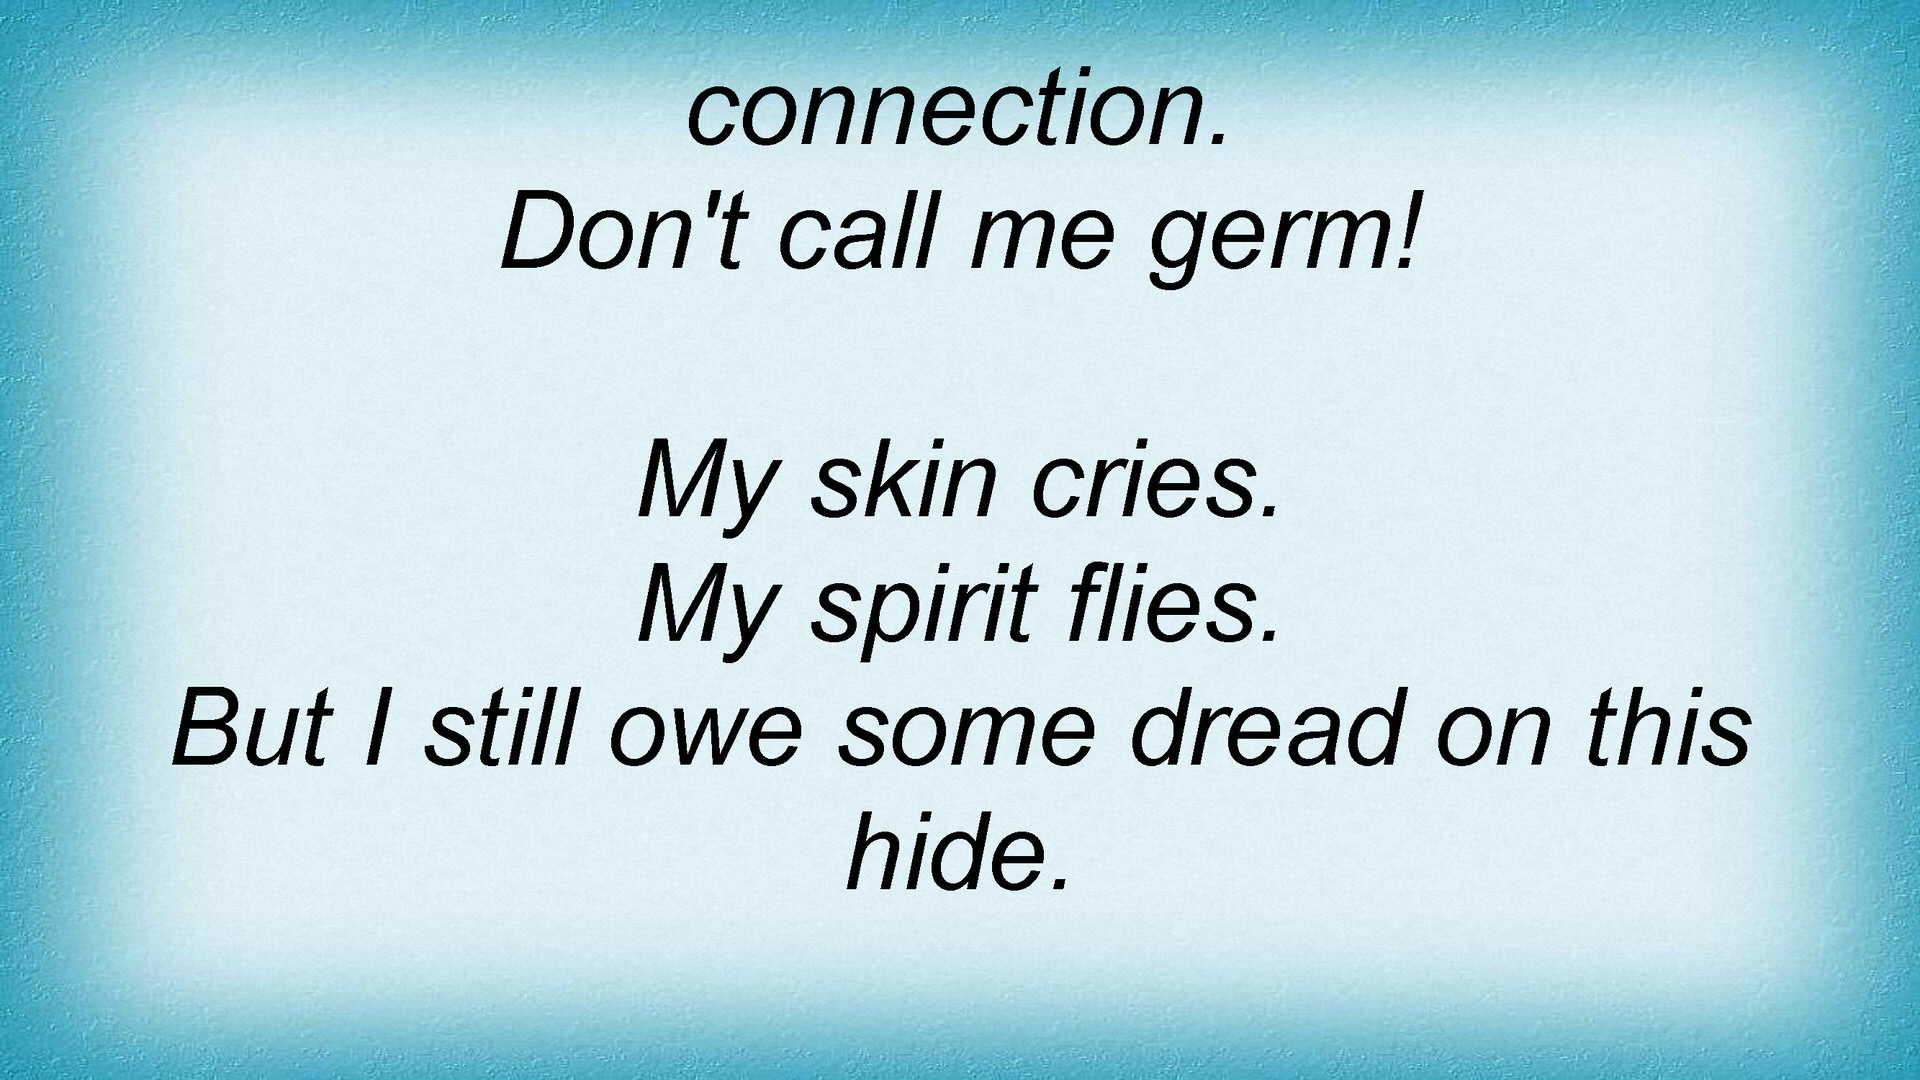 connection.
Don't call me germ!
My skin cries.
My spirit flies.
But I still owe some dread on this
hide.